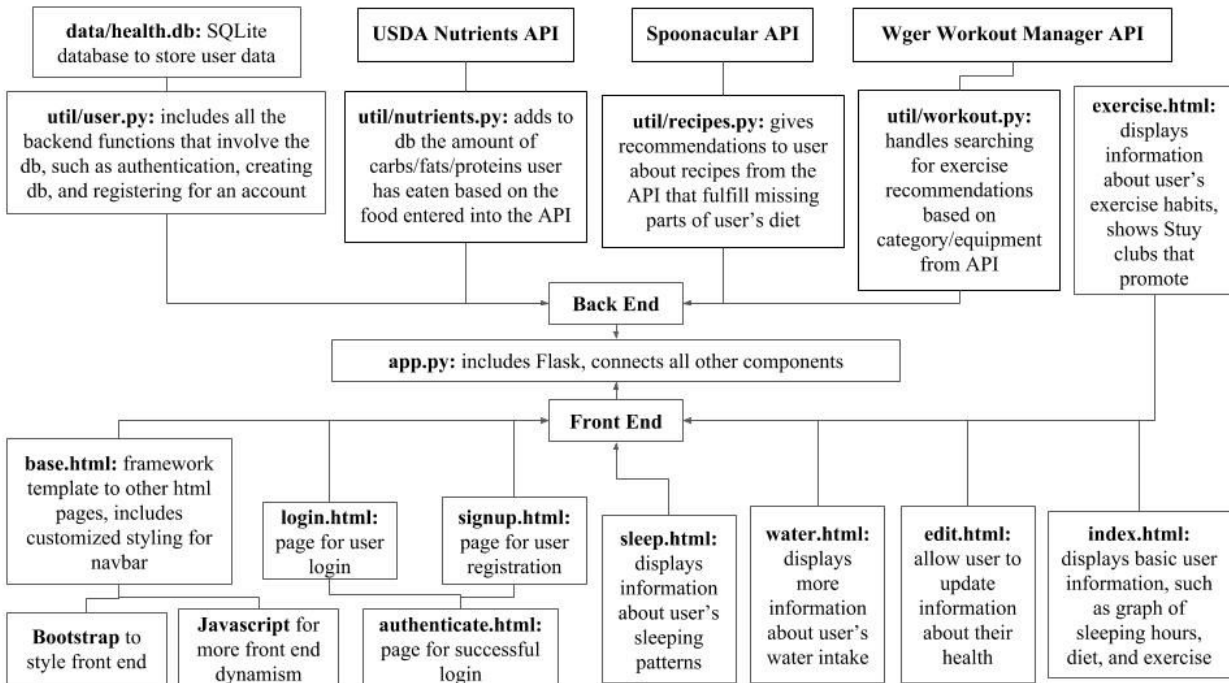 data/health.db: SQLite
database to store user data
USDA Nutrients API
Spoonacular API
Wger Workout Manager API
util/user.py: includes all the
backend functions that involve the
db, such as authentication, creating
db, and registering for an account
util/nutrients.py: adds to
db the amount of
carbs/fats/proteins user
has eaten based on the
food entered into the API
util/recipes.py: gives
recommendations to user
about recipes from the
API that fulfill missing
parts of user's diet
util/workout.py:
handles searching
for exercise
recommendations
based on
category/equipment
from API
exercise.html:
displays
information
about user's
exercise habits,
shows Stuy
clubs that
promote
Back End
app.py: includes Flask, connects all other components
Front End
base.html: framework
template to other html
pages, includes
customized styling for
navbar
login.html:
page for user
login
signup.html:
page for user
registration
sleep.html:
displays
information
about user's
sleeping
patterns
water.html:
displays
more
information
about user's
water intake
edit.html:
allow user to
update
information
about their
health
index.html:
displays basic user
information, such
as graph of
sleeping hours,
diet, and exercise
Bootstrap to
style front end
Javascript for
more front end
dynamism
authenticate.html:
page for successful
login